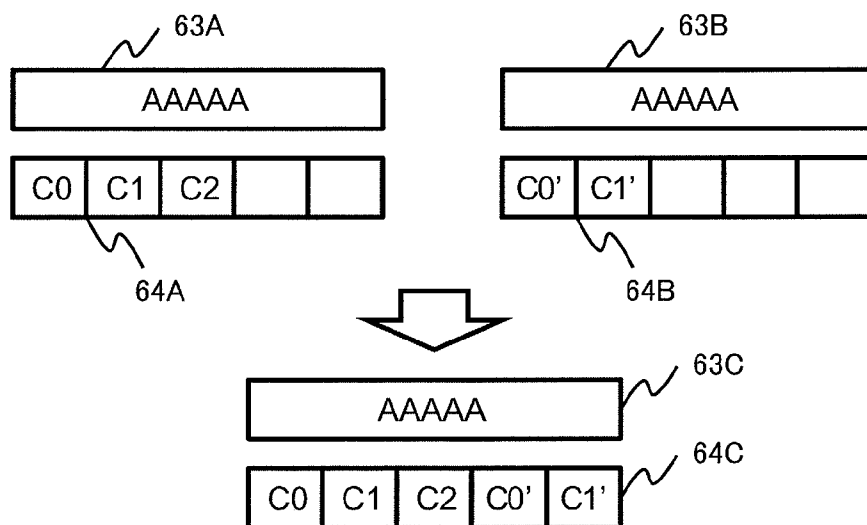 63A 63B
AAAAA AAAAA
C0 C1 C2 C0' C1'
64A 64B
63C
AAAAA
64C
C0 C1 C2 C0' C1'